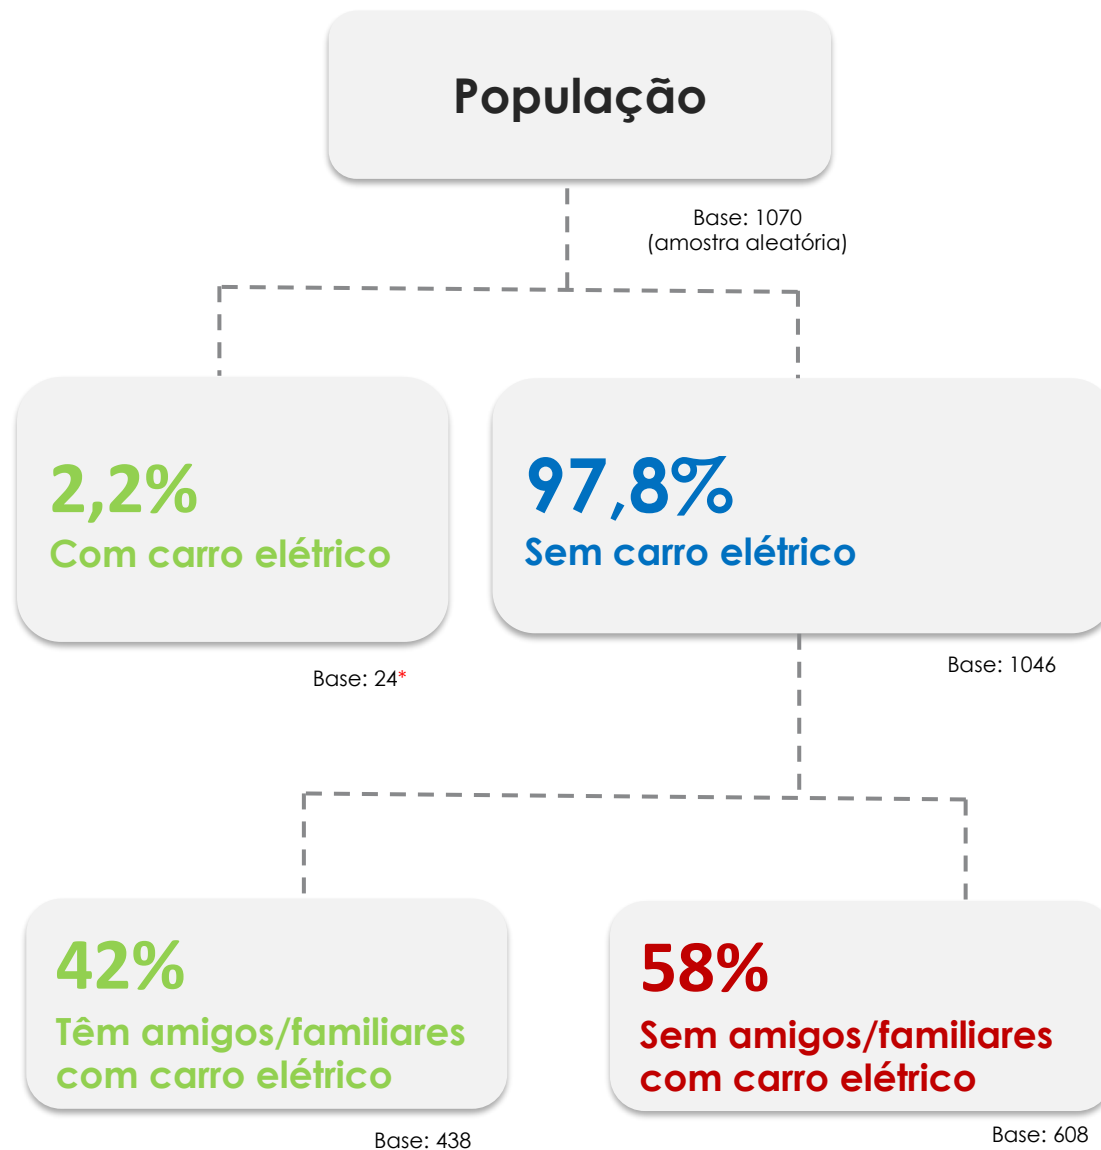 População
Base: 1070
(amostra aleatória)
2,2%
Com carro elétrico
97,8%
Sem carro elétrico
Base: 24*
Base: 1046
42%
Têm amigos/familiares
com carro elétrico
58%
Sem amigos/familiares
com carro elétrico
Base: 438
Base: 608